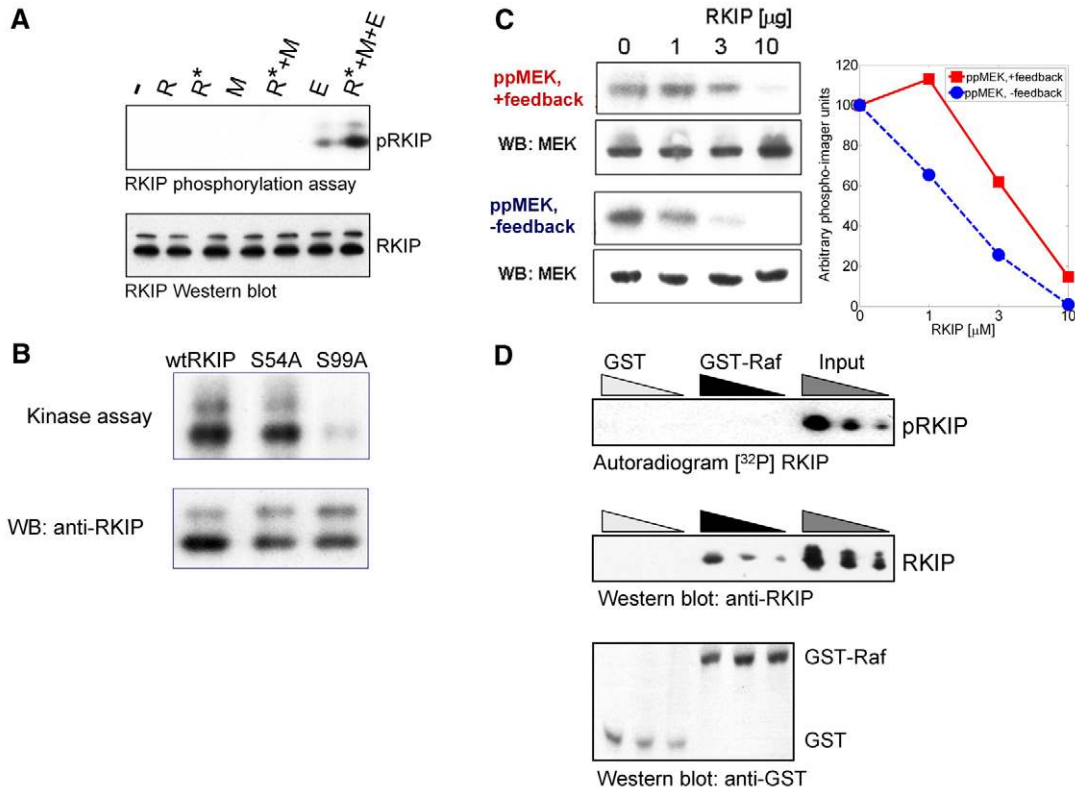 A
- R R* M R*+M E R*+M+E
pRKIP
RKIP phosphorylation assay
RKIP
RKIP Western blot
B
wtRKIP S54A S99A
Kinase assay
WB: anti-RKIP
C
RKIP [µg]
0 1 3 10
ppMEK,
+feedback
WB: MEK
ppMEK,
-feedback
WB: MEK
ppMEK,+feedback
ppMEK,-feedback
Arbitrary phospho-imager units
120
100
80
60
40
20
0
0 1 3 10
RKIP [µM]
D
GST GST-Raf Input
pRKIP
Autoradiogram [³²P] RKIP
RKIP
Western blot: anti-RKIP
GST-Raf
GST
Western blot: anti-GST